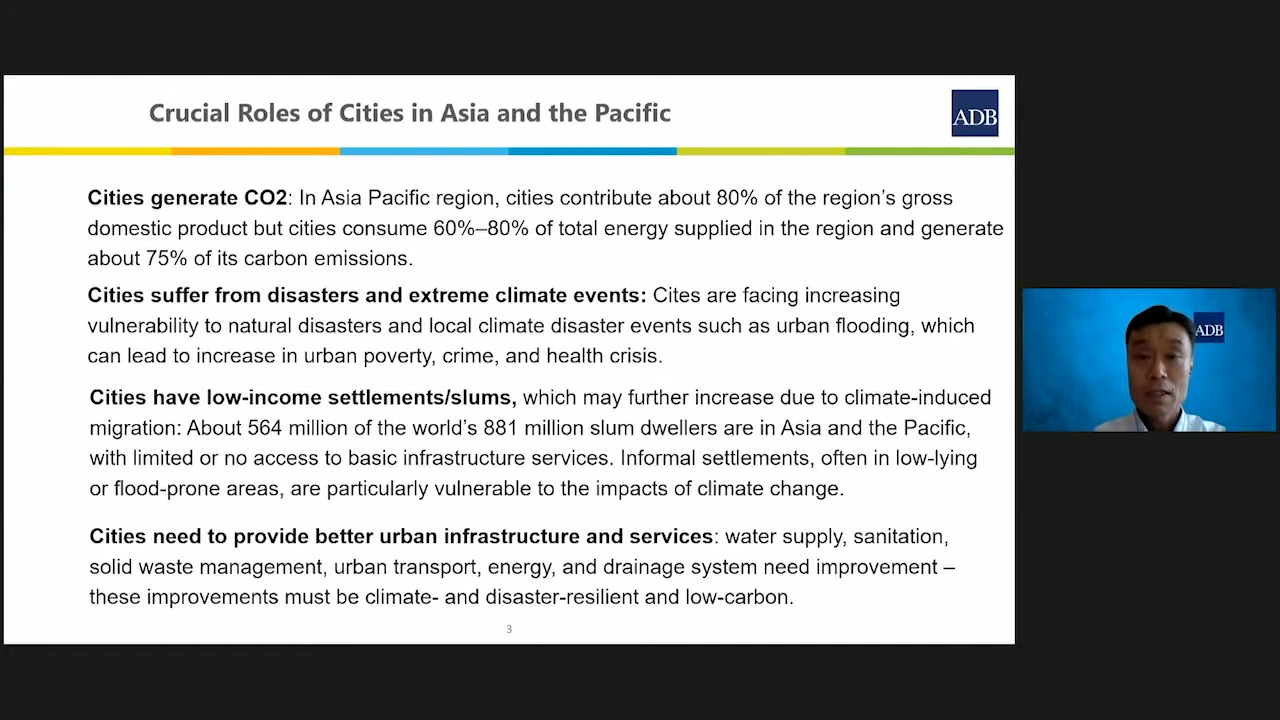 Crucial Roles of Cities in Asia and the Pacific
ADB
Cities generate CO2: In Asia Pacific region, cities contribute about 80% of the region’s gross
domestic product but cities consume 60%–80% of total energy supplied in the region and generate
about 75% of its carbon emissions.
Cities suffer from disasters and extreme climate events: Cites are facing increasing
vulnerability to natural disasters and local climate disaster events such as urban flooding, which
can lead to increase in urban poverty, crime, and health crisis.
Cities have low-income settlements/slums, which may further increase due to climate-induced
migration: About 564 million of the world’s 881 million slum dwellers are in Asia and the Pacific,
with limited or no access to basic infrastructure services. Informal settlements, often in low-lying
or flood-prone areas, are particularly vulnerable to the impacts of climate change.
Cities need to provide better urban infrastructure and services: water supply, sanitation,
solid waste management, urban transport, energy, and drainage system need improvement –
these improvements must be climate- and disaster-resilient and low-carbon.
3
ADB